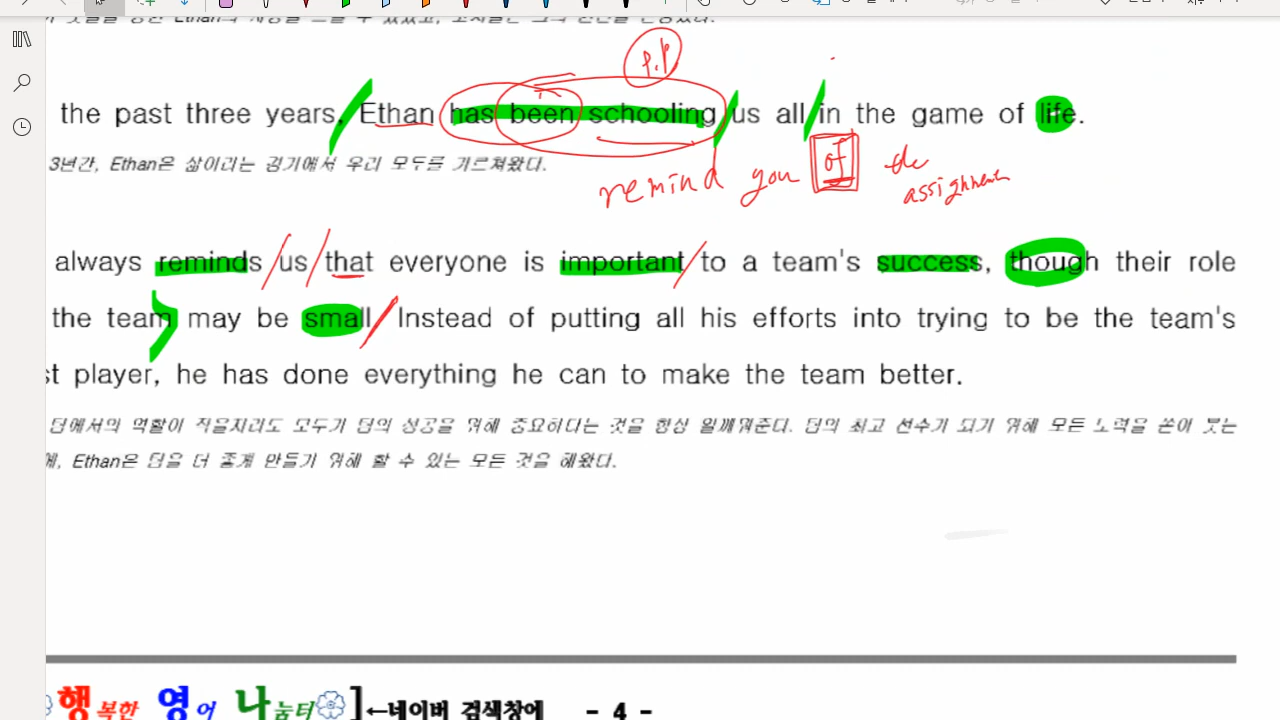 p.p
the past three years, Ethan has been schooling us all in the game of life.
3년간, Ethan은 삶이라는 경기에서 우리 모두를 가르쳐왔다.
remind you of the
assignment
always reminds us that everyone is important to a team's success, though their role
the team may be small. Instead of putting all his efforts into trying to be the team's
st player, he has done everything he can to make the team better.
팀에서의 역할이 적을지라도 모두가 팀의 성공을 위해 중요하다는 것을 항상 일깨워준다. 팀의 최고 선수가 되기 위해 모든 노력을 쏟아 붓는
에, Ethan은 팀을 더 좋게 만들기 위해 할 수 있는 모든 것을 해왔다.
행복한 영어 나눔터]←네이버 검색창에 - 4 -